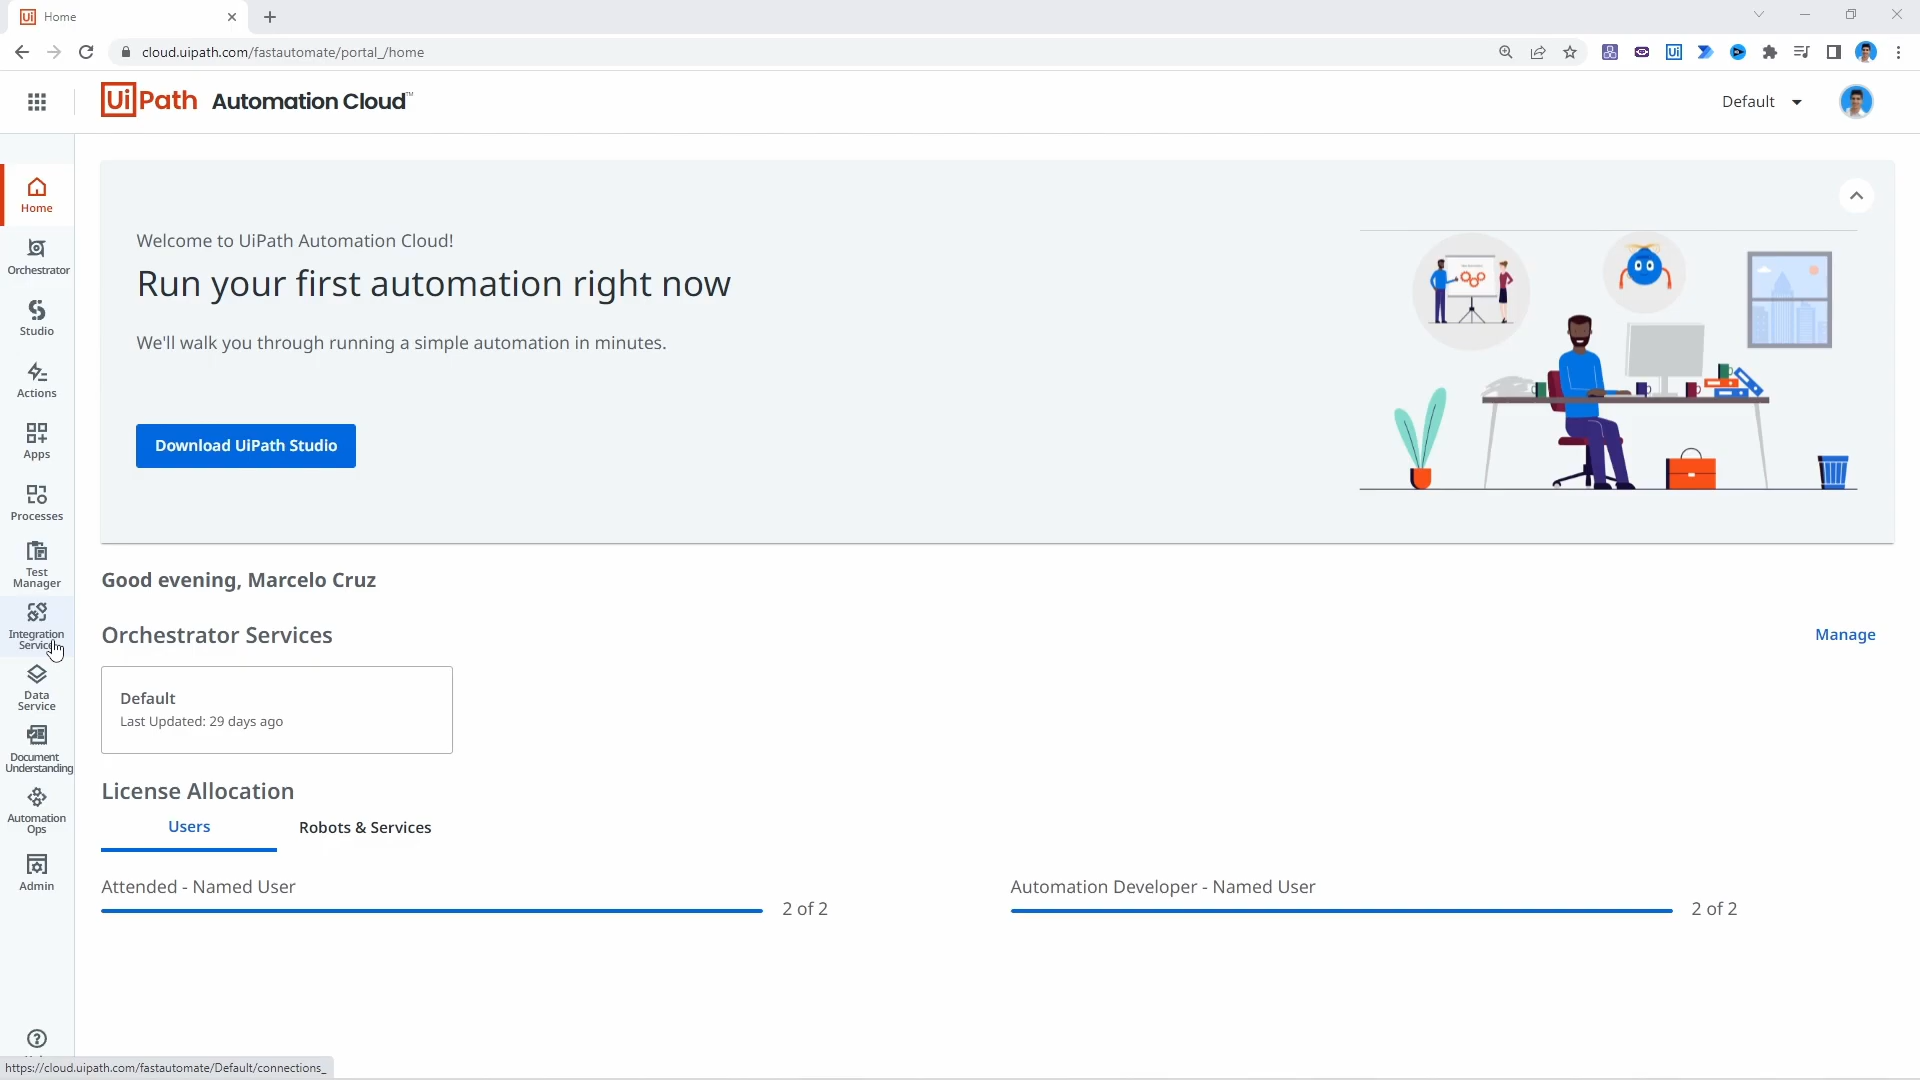 Ui Home
cloud.uipath.com/fastautomate/portal_/home
Ui
UiPath Automation Cloud™
Default
Home
Orchestrator
Studio
Actions
Apps
Processes
Test
Manager
Integration
Service
Data
Service
Document
Understanding
Automation
Ops
Admin
Welcome to UiPath Automation Cloud!
Run your first automation right now
We'll walk you through running a simple automation in minutes.
Download UiPath Studio
Good evening, Marcelo Cruz
Orchestrator Services
Manage
Default
Last Updated: 29 days ago
License Allocation
Users
Robots & Services
Attended - Named User
2 of 2
Automation Developer - Named User
2 of 2
https://cloud.uipath.com/fastautomate/Default/connections_